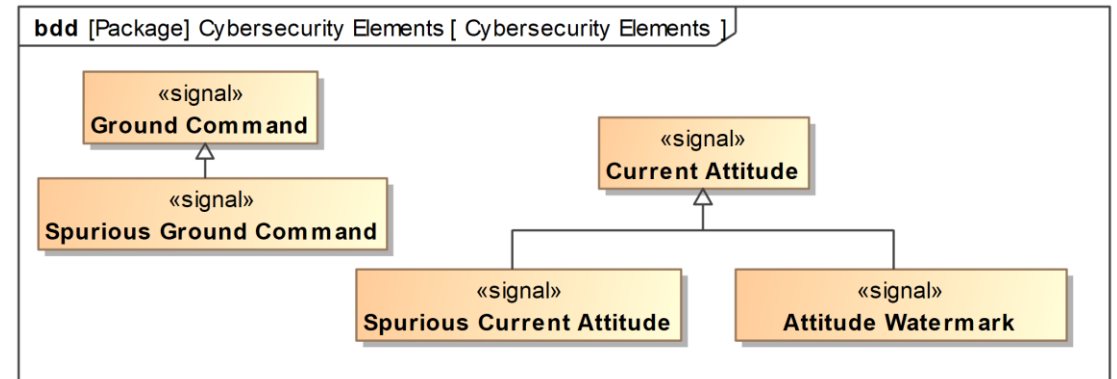 bdd [Package] Cybersecurity Elements [ Cybersecurity Elements ]
«signal»
Ground Command
«signal»
Spurious Ground Command
«signal»
Current Attitude
«signal»
Spurious Current Attitude
«signal»
Attitude Watermark